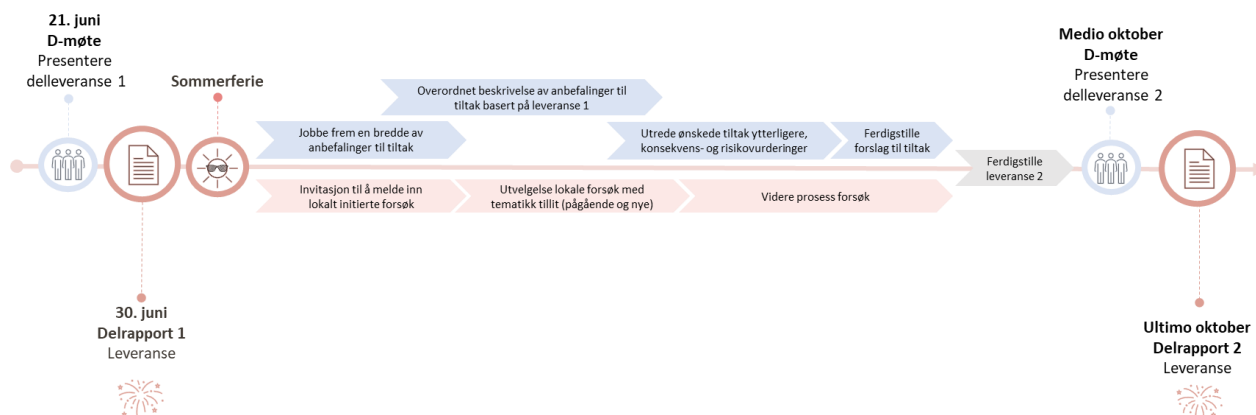 21. juni
D-møte
Presentere
delleveranse 1
Sommerferie
Medio oktober
D-møte
Presentere
delleveranse 2
Overordnet beskrivelse av anbefalinger til
tiltak basert på leveranse 1
Jobbe frem en bredde av
anbefalinger til tiltak
Utrede ønskede tiltak ytterligere,
konsekvens- og risikovurderinger
Ferdigstille
forslag til tiltak
Ferdigstille
leveranse 2
Invitasjon til å melde inn
lokalt initierte forsøk
Utvelgelse lokale forsøk med
tematikk tillit (pågående og nye)
Videre prosess forsøk
30. juni
Delrapport 1
Leveranse
Ultimo oktober
Delrapport 2
Leveranse